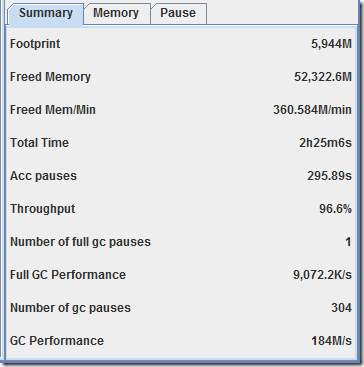 Summary Memory Pause
Footprint 5,944M
Freed Memory 52,322.6M
Freed Mem/Min 360.584M/min
Total Time 2h25m6s
Acc pauses 295.89s
Throughput 96.6%
Number of full gc pauses 1
Full GC Performance 9,072.2K/s
Number of gc pauses 304
GC Performance 184M/s